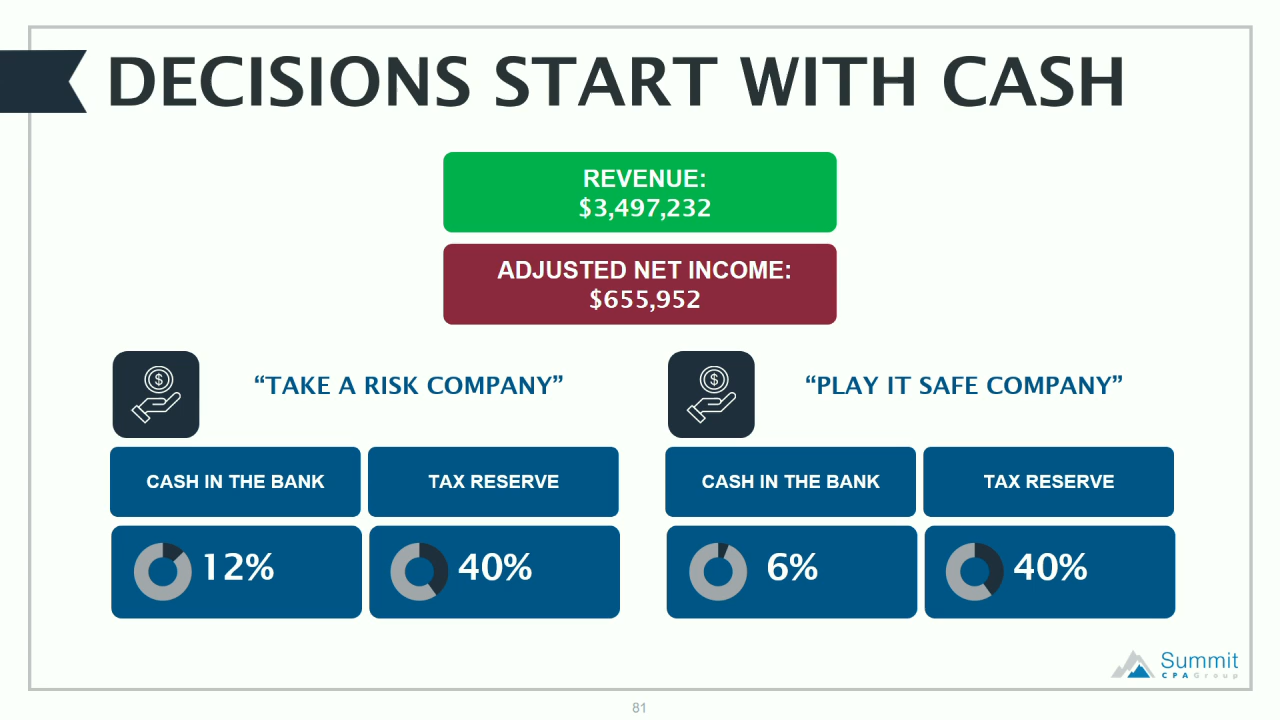 DECISIONS START WITH CASH
REVENUE:
$3,497,232
ADJUSTED NET INCOME:
$655,952
$
“TAKE A RISK COMPANY”
$
“PLAY IT SAFE COMPANY”
CASH IN THE BANK
TAX RESERVE
CASH IN THE BANK
TAX RESERVE
12%
40%
6%
40%
Summit
CPA Group
81